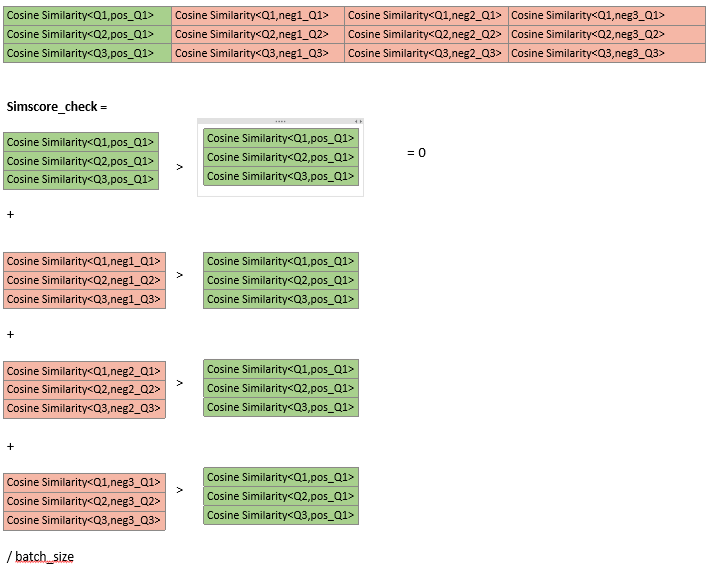 Cosine Similarity<Q1,pos_Q1> Cosine Similarity<Q1,neg1_Q1> Cosine Similarity<Q1,neg2_Q1> Cosine Similarity<Q1,neg3_Q1>
Cosine Similarity<Q2,pos_Q1> Cosine Similarity<Q2,neg1_Q2> Cosine Similarity<Q2,neg2_Q2> Cosine Similarity<Q2,neg3_Q2>
Cosine Similarity<Q3,pos_Q1> Cosine Similarity<Q3,neg1_Q3> Cosine Similarity<Q3,neg2_Q3> Cosine Similarity<Q3,neg3_Q3>
Simscore_check =
Cosine Similarity<Q1,pos_Q1>
Cosine Similarity<Q2,pos_Q1>
Cosine Similarity<Q3,pos_Q1>
>
Cosine Similarity<Q1,pos_Q1>
Cosine Similarity<Q2,pos_Q1>
Cosine Similarity<Q3,pos_Q1>
= 0
+
Cosine Similarity<Q1,neg1_Q1>
Cosine Similarity<Q2,neg1_Q2>
Cosine Similarity<Q3,neg1_Q3>
>
Cosine Similarity<Q1,pos_Q1>
Cosine Similarity<Q2,pos_Q1>
Cosine Similarity<Q3,pos_Q1>
+
Cosine Similarity<Q1,neg2_Q1>
Cosine Similarity<Q2,neg2_Q2>
Cosine Similarity<Q3,neg2_Q3>
>
Cosine Similarity<Q1,pos_Q1>
Cosine Similarity<Q2,pos_Q1>
Cosine Similarity<Q3,pos_Q1>
+
Cosine Similarity<Q1,neg3_Q1>
Cosine Similarity<Q2,neg3_Q2>
Cosine Similarity<Q3,neg3_Q3>
>
Cosine Similarity<Q1,pos_Q1>
Cosine Similarity<Q2,pos_Q1>
Cosine Similarity<Q3,pos_Q1>
/ batch_size